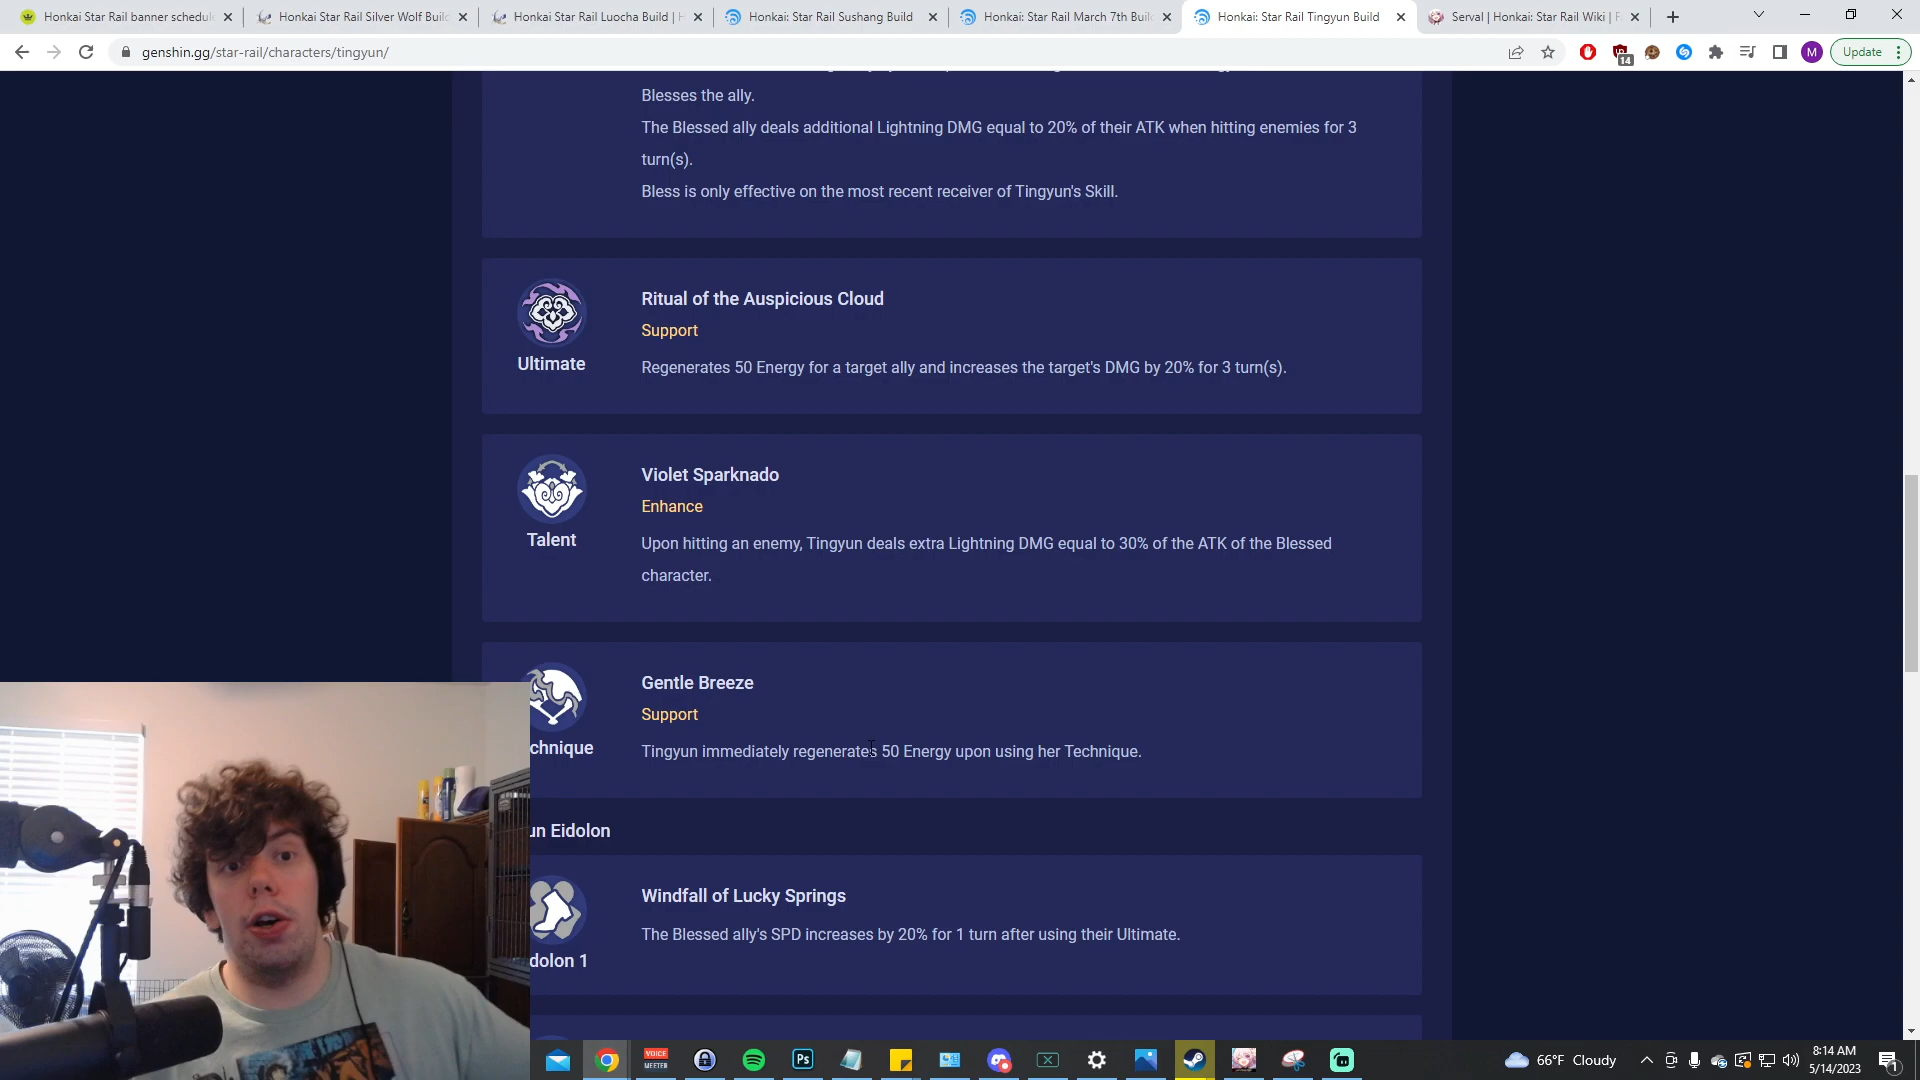 Honkai Star Rail banner schedul
Honkai Star Rail Silver Wolf Buil
Honkai Star Rail Luocha Build | H
Honkai: Star Rail Sushang Build
Honkai: Star Rail March 7th Buil
Honkai: Star Rail Tingyun Build
Serval | Honkai: Star Rail Wiki | F
genshin.gg/star-rail/characters/tingyun/
14
M
Update
Blesses the ally.
The Blessed ally deals additional Lightning DMG equal to 20% of their ATK when hitting enemies for 3
turn(s).
Bless is only effective on the most recent receiver of Tingyun's Skill.
Ultimate
Ritual of the Auspicious Cloud
Support
Regenerates 50 Energy for a target ally and increases the target's DMG by 20% for 3 turn(s).
Talent
Violet Sparknado
Enhance
Upon hitting an enemy, Tingyun deals extra Lightning DMG equal to 30% of the ATK of the Blessed
character.
chnique
Gentle Breeze
Support
Tingyun immediately regenerates 50 Energy upon using her Technique.
un Eidolon
dolon 1
Windfall of Lucky Springs
The Blessed ally's SPD increases by 20% for 1 turn after using their Ultimate.
VOICE
MEETER
Ps
66°F Cloudy
8:14 AM
5/14/2023
1